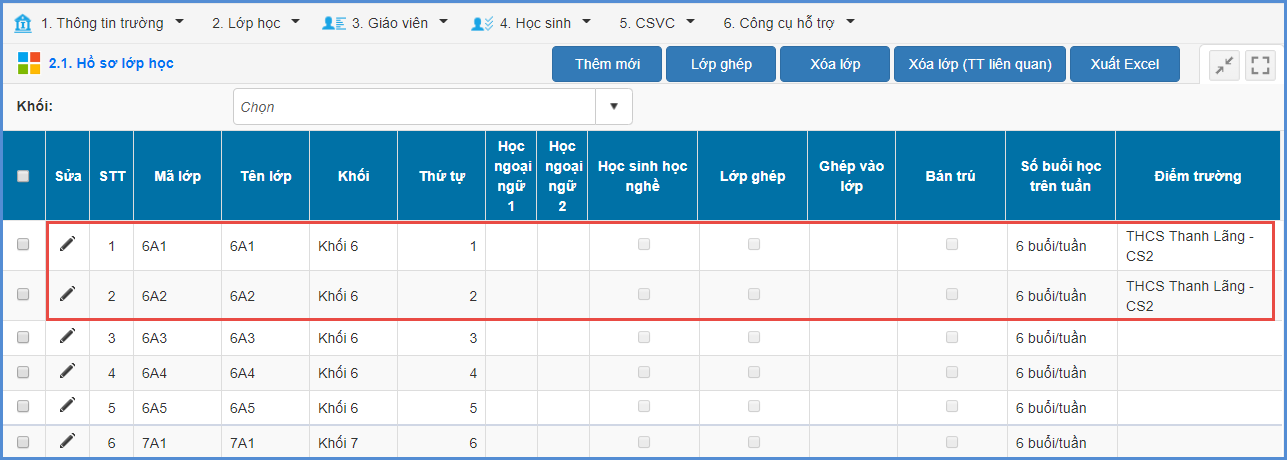 1. Thông tin trường 2. Lớp học 3. Giáo viên 4. Học sinh 5. CSVC 6. Công cụ hỗ trợ
2.1. Hồ sơ lớp học Thêm mới Lớp ghép Xóa lớp Xóa lớp (TT liên quan) Xuất Excel
Khối: Chọn
Sửa STT Mã lớp Tên lớp Khối Thứ tự Học ngoại ngữ 1 Học ngoại ngữ 2 Học sinh học nghề Lớp ghép Ghép vào lớp Bán trú Số buổi học trên tuần Điểm trường
1 6A1 6A1 Khối 6 1 6 buổi/tuần THCS Thanh Lãng - CS2
2 6A2 6A2 Khối 6 2 6 buổi/tuần THCS Thanh Lãng - CS2
3 6A3 6A3 Khối 6 3 6 buổi/tuần
4 6A4 6A4 Khối 6 4 6 buổi/tuần
5 6A5 6A5 Khối 6 5 6 buổi/tuần
6 7A1 7A1 Khối 7 6 6 buổi/tuần